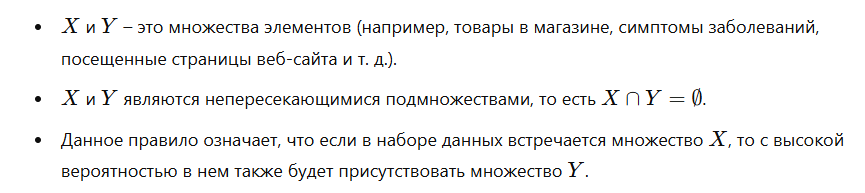 • X и Y – это множества элементов (например, товары в магазине, симптомы заболеваний,
посещенные страницы веб-сайта и т. д.).
• X и Y являются непересекающимися подмножествами, то есть X ∩ Y = ∅.
• Данное правило означает, что если в наборе данных встречается множество X, то с высокой
вероятностью в нем также будет присутствовать множество Y.